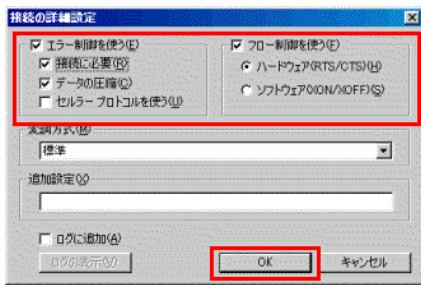 接続の詳細設定
エラー制御を使う(E)
接続に必要(R)
データの圧縮(C)
セルラー プロトコルを使う(U)
フロー制御を使う(F)
ハードウェア(RTS/CTS)(H)
ソフトウェア(XON/XOFF)(S)
変調方式(M)
標準
追加設定(X)
ログに追加(A)
ログの表示(V)
OK
キャンセル